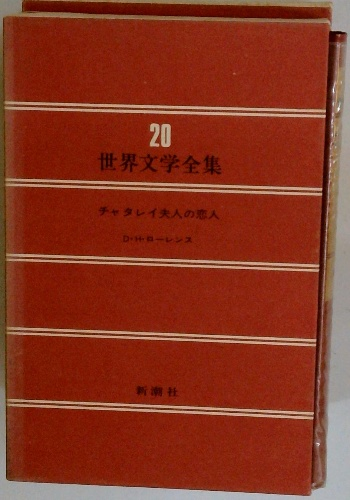 20
世界文学全集
チャタレイ夫人の恋人
D・H・ローレンス
新潮社